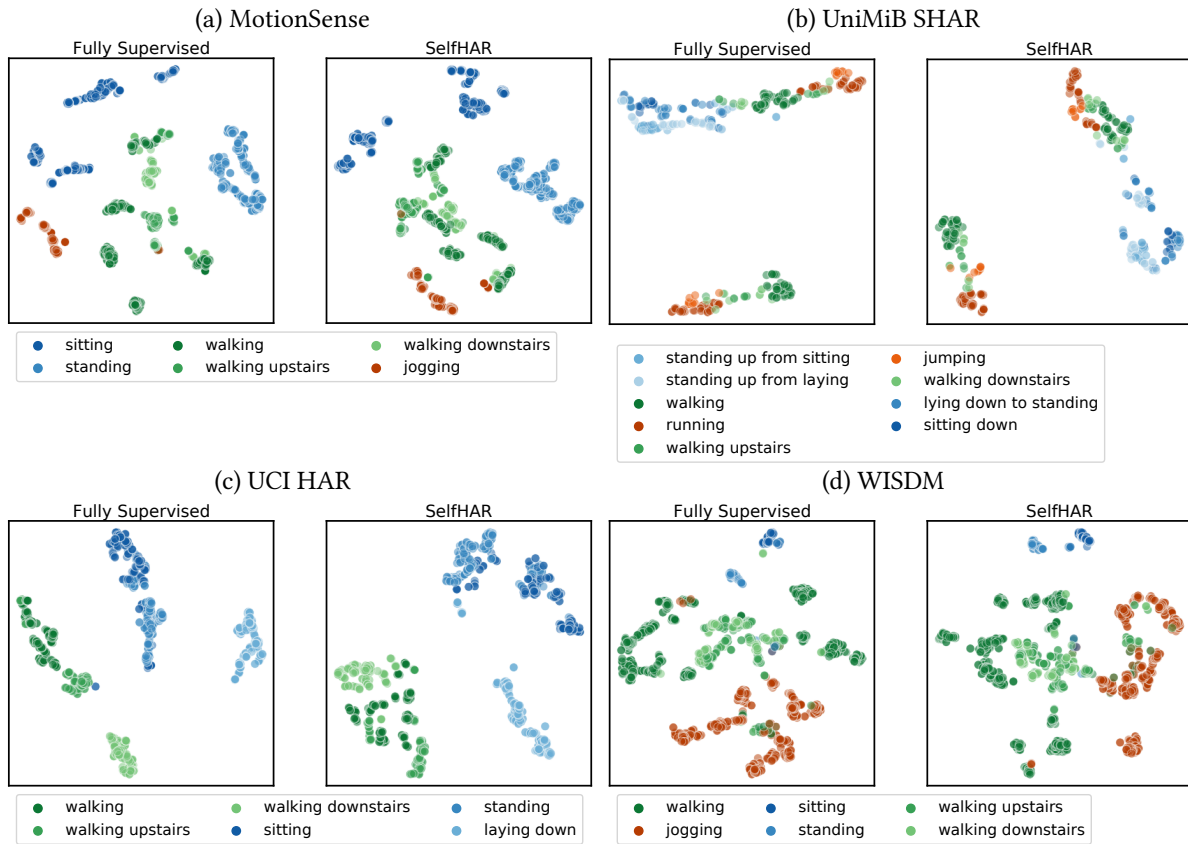 (a) MotionSense
(b) UniMiB SHAR
Fully Supervised
SelfHAR
Fully Supervised
SelfHAR
sitting
walking
walking downstairs
standing
walking upstairs
jogging
standing up from sitting
jumping
standing up from laying
walking downstairs
walking
lying down to standing
running
sitting down
walking upstairs
(c) UCI HAR
(d) WISDM
Fully Supervised
SelfHAR
Fully Supervised
SelfHAR
walking
walking downstairs
standing
walking upstairs
sitting
laying down
walking
sitting
walking upstairs
jogging
standing
walking downstairs